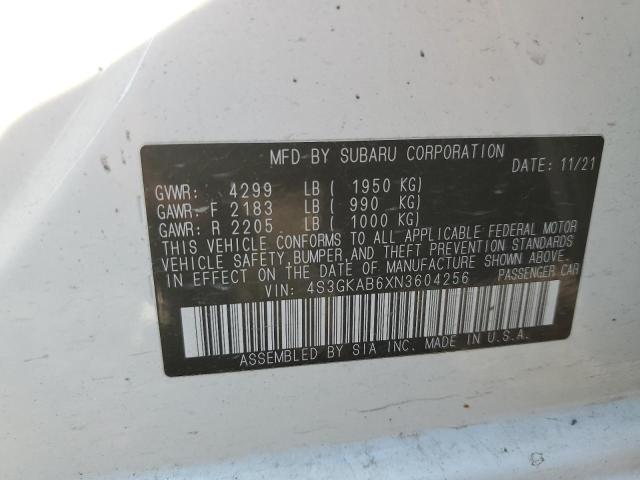 MFD BY SUBARU CORPORATION
DATE: 11/21
GVWR: 4299 LB ( 1950 KG)
GAWR: F 2183 LB ( 990 KG)
GAWR: R 2205 LB ( 1000 KG)
THIS VEHICLE CONFORMS TO ALL APPLICABLE FEDERAL MOTOR
VEHICLE SAFETY, BUMPER, AND THEFT PREVENTION STANDARDS
IN EFFECT ON THE DATE OF MANUFACTURE SHOWN ABOVE.
VIN: 4S3GKAB6XN3604256 PASSENGER CAR
ASSEMBLED BY SIA INC. MADE IN U.S.A.